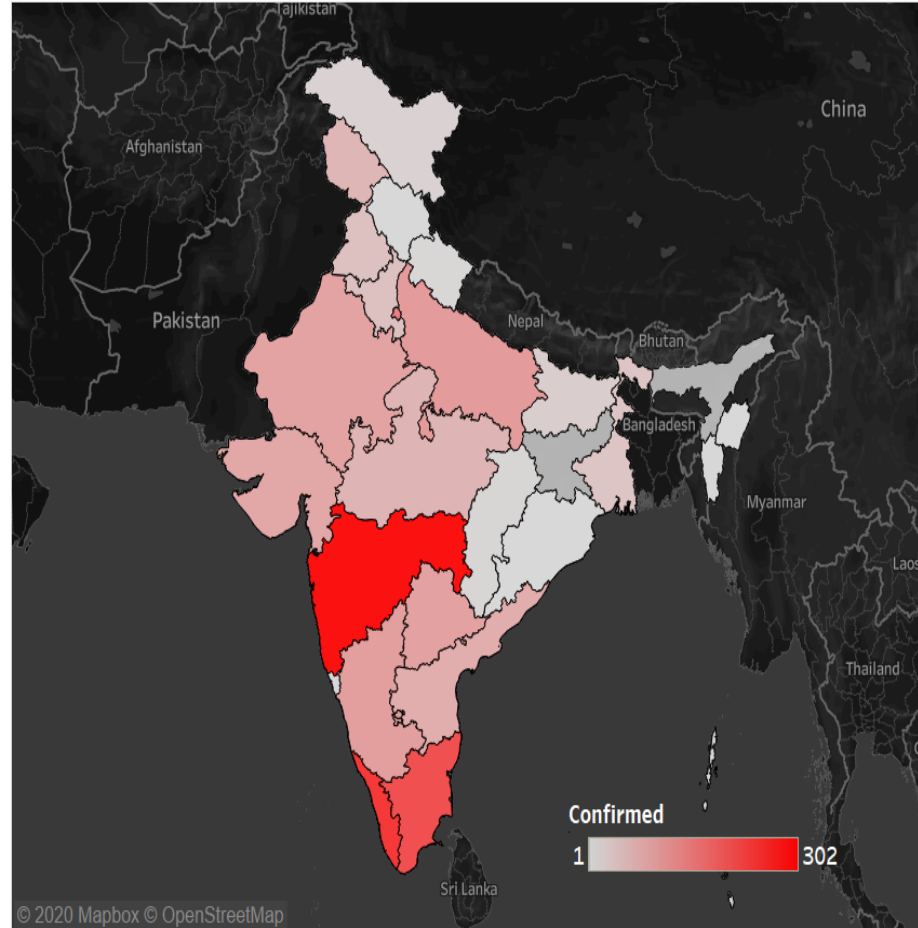 Tajikistan
China
Afghanistan
Pakistan
Nepal
Bhutan
Bangladesh
Myanmar
Laos
Thailand
Confirmed
1 302
Sri Lanka
© 2020 Mapbox © OpenStreetMap